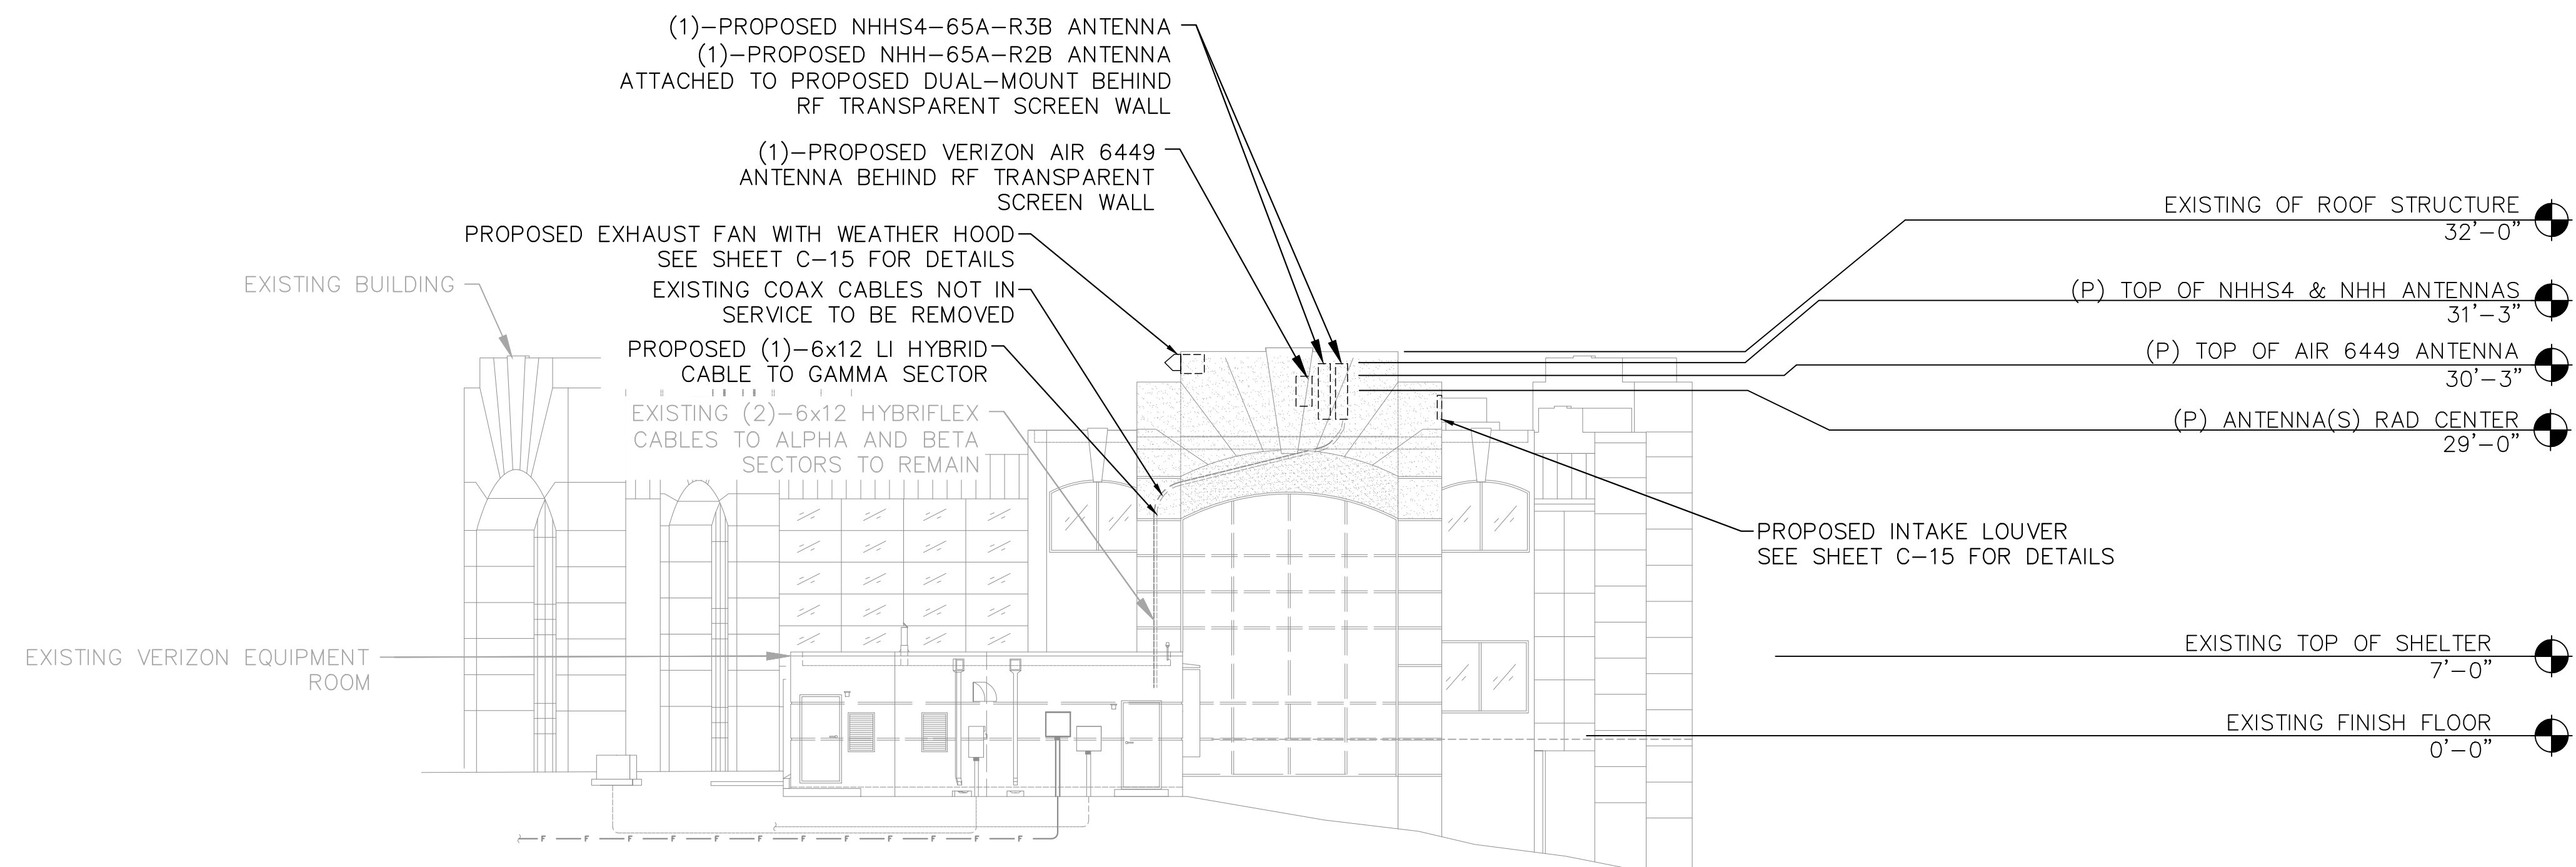 (1)-PROPOSED NHHS4-65A-R3B ANTENNA
(1)-PROPOSED NHH-65A-R2B ANTENNA
ATTACHED TO PROPOSED DUAL-MOUNT BEHIND
RF TRANSPARENT SCREEN WALL
(1)-PROPOSED VERIZON AIR 6449
ANTENNA BEHIND RF TRANSPARENT
SCREEN WALL
PROPOSED EXHAUST FAN WITH WEATHER HOOD
SEE SHEET C-15 FOR DETAILS
EXISTING BUILDING
EXISTING COAX CABLES NOT IN
SERVICE TO BE REMOVED
PROPOSED (1)-6x12 LI HYBRID
CABLE TO GAMMA SECTOR
EXISTING (2)-6x12 HYBRIFLEX
CABLES TO ALPHA AND BETA
SECTORS TO REMAIN
EXISTING VERIZON EQUIPMENT
ROOM
EXISTING OF ROOF STRUCTURE
32'-0"
(P) TOP OF NHHS4 & NHH ANTENNAS
31'-3"
(P) TOP OF AIR 6449 ANTENNA
30'-3"
(P) ANTENNA(S) RAD CENTER
29'-0"
PROPOSED INTAKE LOUVER
SEE SHEET C-15 FOR DETAILS
EXISTING TOP OF SHELTER
7'-0"
EXISTING FINISH FLOOR
0'-0"
F F F F F F F F F F F F